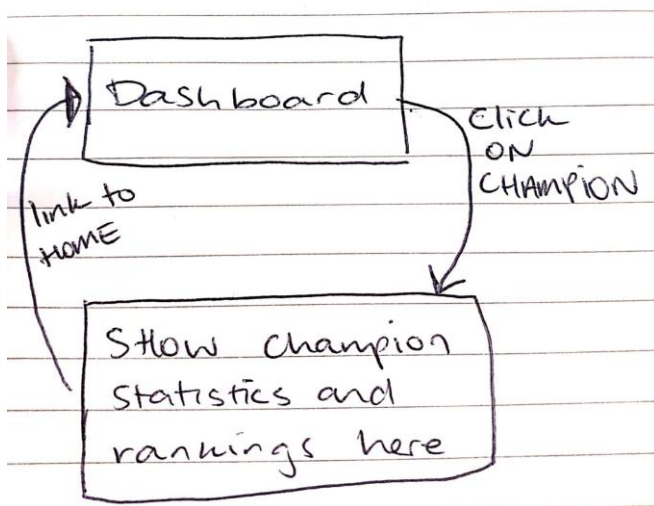 Dashboard
Click
ON
CHAMPION
link to
HOME
SHow champion
statistics and
rankings here